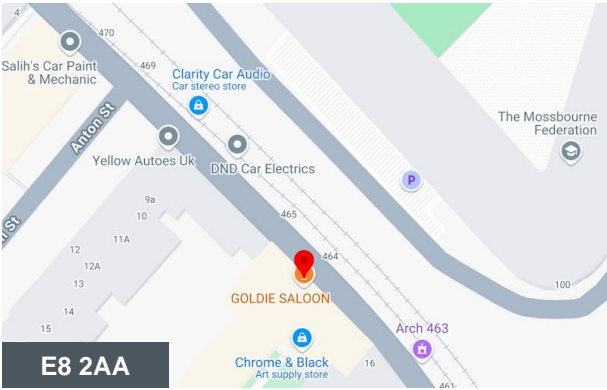 4
470
469
Salih's Car Paint
& Mechanic
Clarity Car Audio
Car stereo store
Anton St
The Mossbourne
Federation
Yellow Autoes Uk
DND Car Electrics
P
9a
10
465
11A
12
12A
13
14
15
464
GOLDIE SALOON
100
Arch 463
Chrome & Black
Art supply store
16
461
E8 2AA